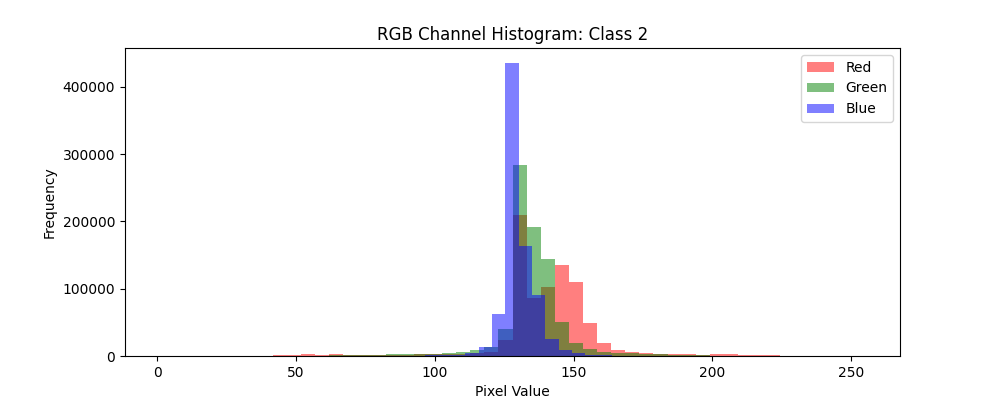 RGB Channel Histogram: Class 2
Red
Green
Blue
Frequency
400000
300000
200000
100000
0
0 50 100 150 200 250
Pixel Value